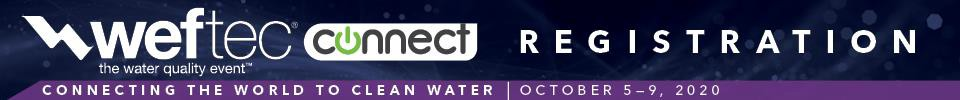 weftec® connect REGISTRATION
the water quality event™
CONNECTING THE WORLD TO CLEAN WATER | OCTOBER 5–9, 2020